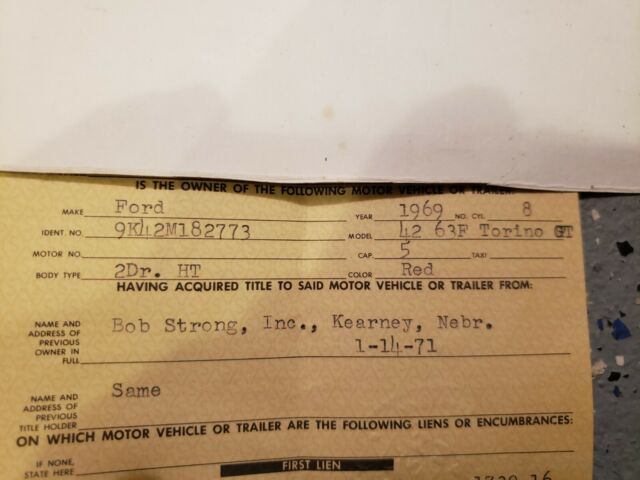 IS THE OWNER OF THE FOLLOWING MOTOR VEHICLE OR TRAILER:
MAKE Ford YEAR 1969 NO. CYL. 8
IDENT NO. 9K42M182773 MODEL 42 63F Torino GT
MOTOR NO. CAP. 5 TAXI
BODY TYPE 2Dr. HT COLOR Red
HAVING ACQUIRED TITLE TO SAID MOTOR VEHICLE OR TRAILER FROM:
NAME AND
ADDRESS OF
PREVIOUS
OWNER IN
FULL
Bob Strong, Inc., Kearney, Nebr.
1-14-71
NAME AND
ADDRESS OF
PREVIOUS
TITLE HOLDER
Same
ON WHICH MOTOR VEHICLE OR TRAILER ARE THE FOLLOWING LIENS OR ENCUMBRANCES:
IF NONE,
STATE HERE
FIRST LIEN